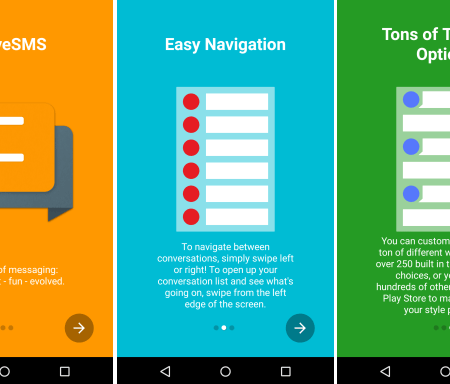 eSMS
of messaging:
- fun - evolved.
Easy Navigation
To navigate between
conversations, simply swipe left
or right! To open up your
conversation list and see what's
going on, swipe from the left
edge of the screen.
Tons of T
Optic
You can custom
ton of different w
over 250 built in t
choices, or yo
hundreds of other
Play Store to ma
your style p